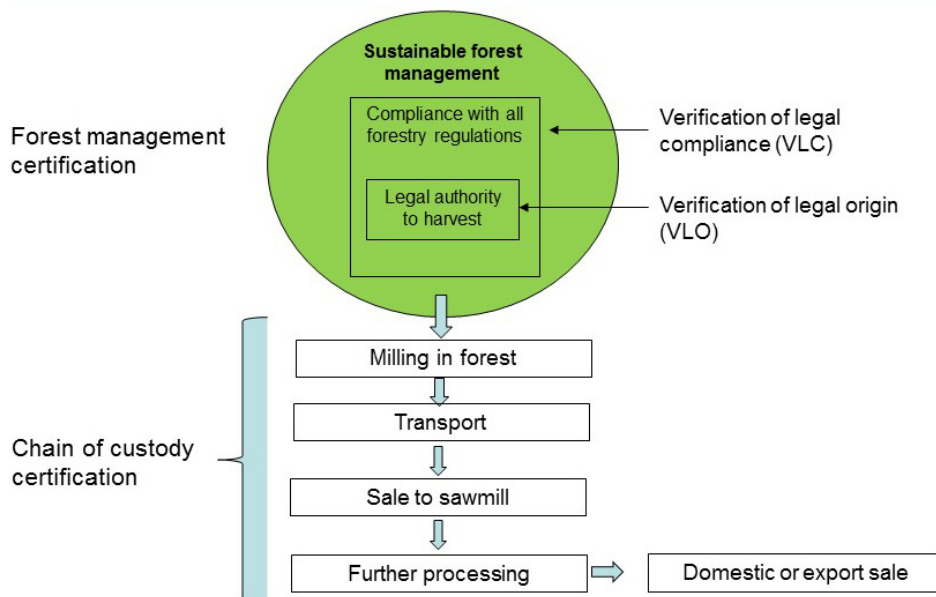 Sustainable forest
management
Compliance with all
forestry regulations
Legal authority
to harvest
Forest management
certification
Verification of legal
compliance (VLC)
Verification of legal origin
(VLO)
Milling in forest
Transport
Chain of custody
certification
Sale to sawmill
Further processing
Domestic or export sale